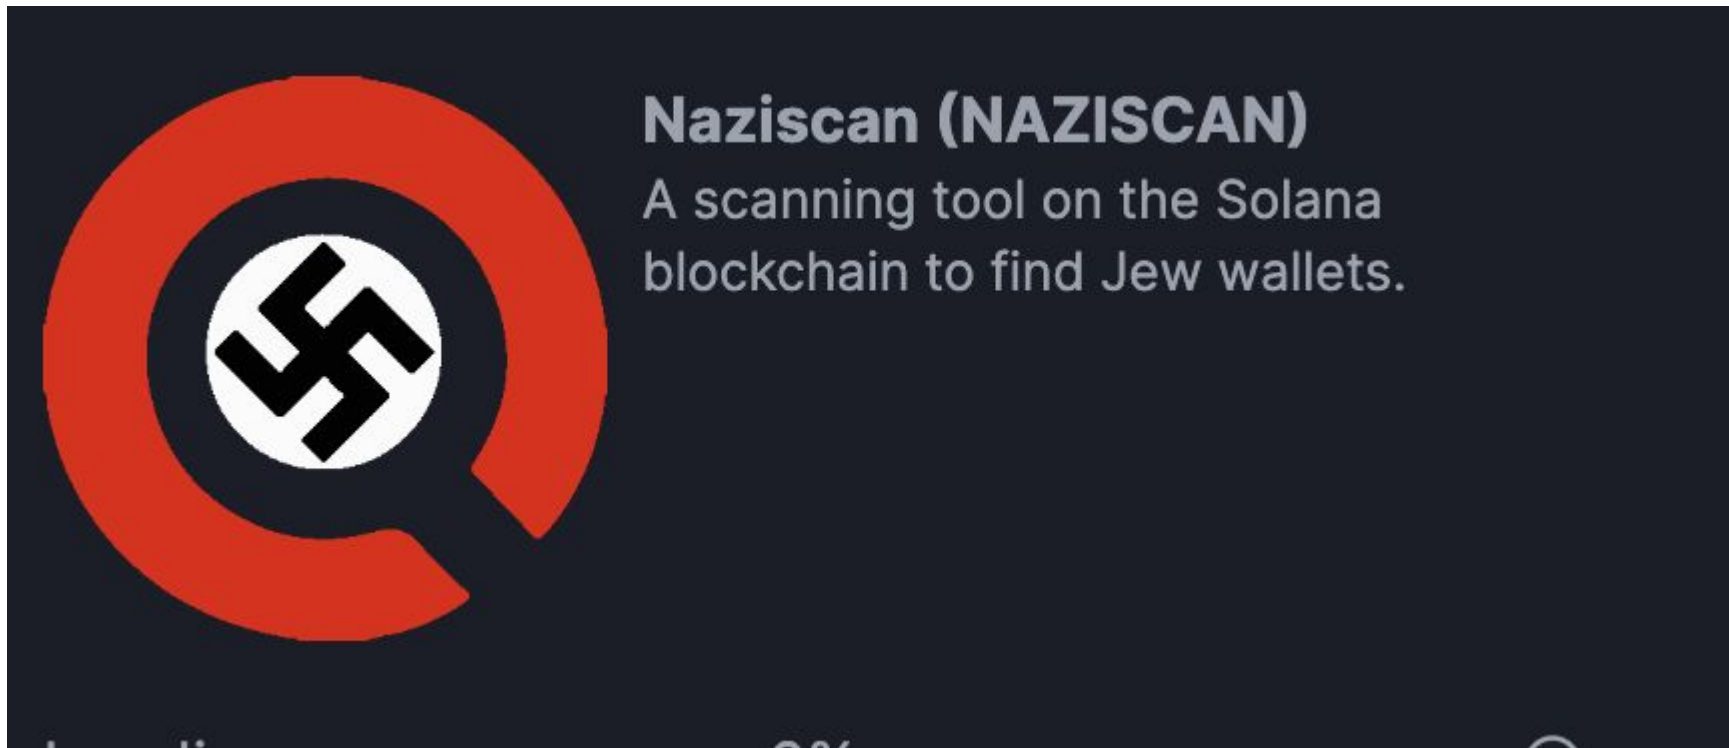 Naziscan (NAZISCAN)
A scanning tool on the Solana
blockchain to find Jew wallets.